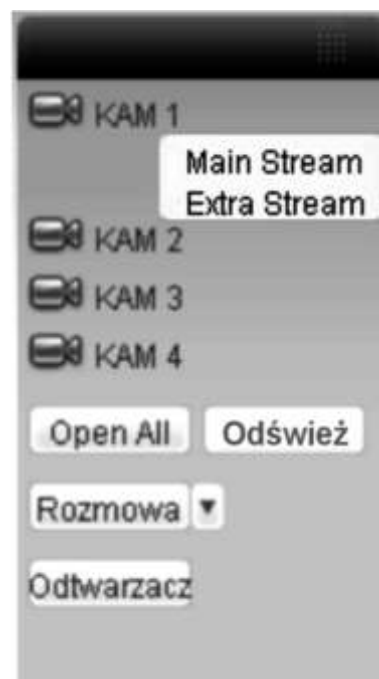 KAM 1
Main Stream
Extra Stream
KAM 2
KAM 3
KAM 4
Open All Odśwież
Rozmowa
Odtwarzacz